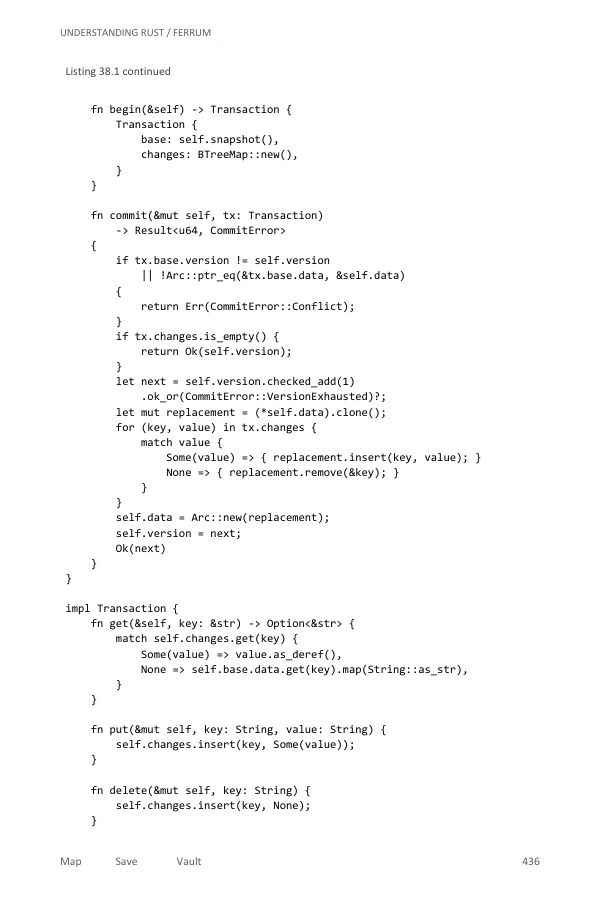 UNDERSTANDING RUST / FERRUM
Listing 38.1 continued
    fn begin(&self) -> Transaction {
        Transaction {
            base: self.snapshot(),
            changes: BTreeMap::new(),
        }
    }

    fn commit(&mut self, tx: Transaction)
        -> Result<u64, CommitError>
    {
        if tx.base.version != self.version
            || !Arc::ptr_eq(&tx.base.data, &self.data)
        {
            return Err(CommitError::Conflict);
        }
        if tx.changes.is_empty() {
            return Ok(self.version);
        }
        let next = self.version.checked_add(1)
            .ok_or(CommitError::VersionExhausted)?;
        let mut replacement = (*self.data).clone();
        for (key, value) in tx.changes {
            match value {
                Some(value) => { replacement.insert(key, value); }
                None => { replacement.remove(&key); }
            }
        }
        self.data = Arc::new(replacement);
        self.version = next;
        Ok(next)
    }
}

impl Transaction {
    fn get(&self, key: &str) -> Option<&str> {
        match self.changes.get(key) {
            Some(value) => value.as_deref(),
            None => self.base.data.get(key).map(String::as_str),
        }
    }

    fn put(&mut self, key: String, value: String) {
        self.changes.insert(key, Some(value));
    }

    fn delete(&mut self, key: String) {
        self.changes.insert(key, None);
    }
Map Save Vault 436